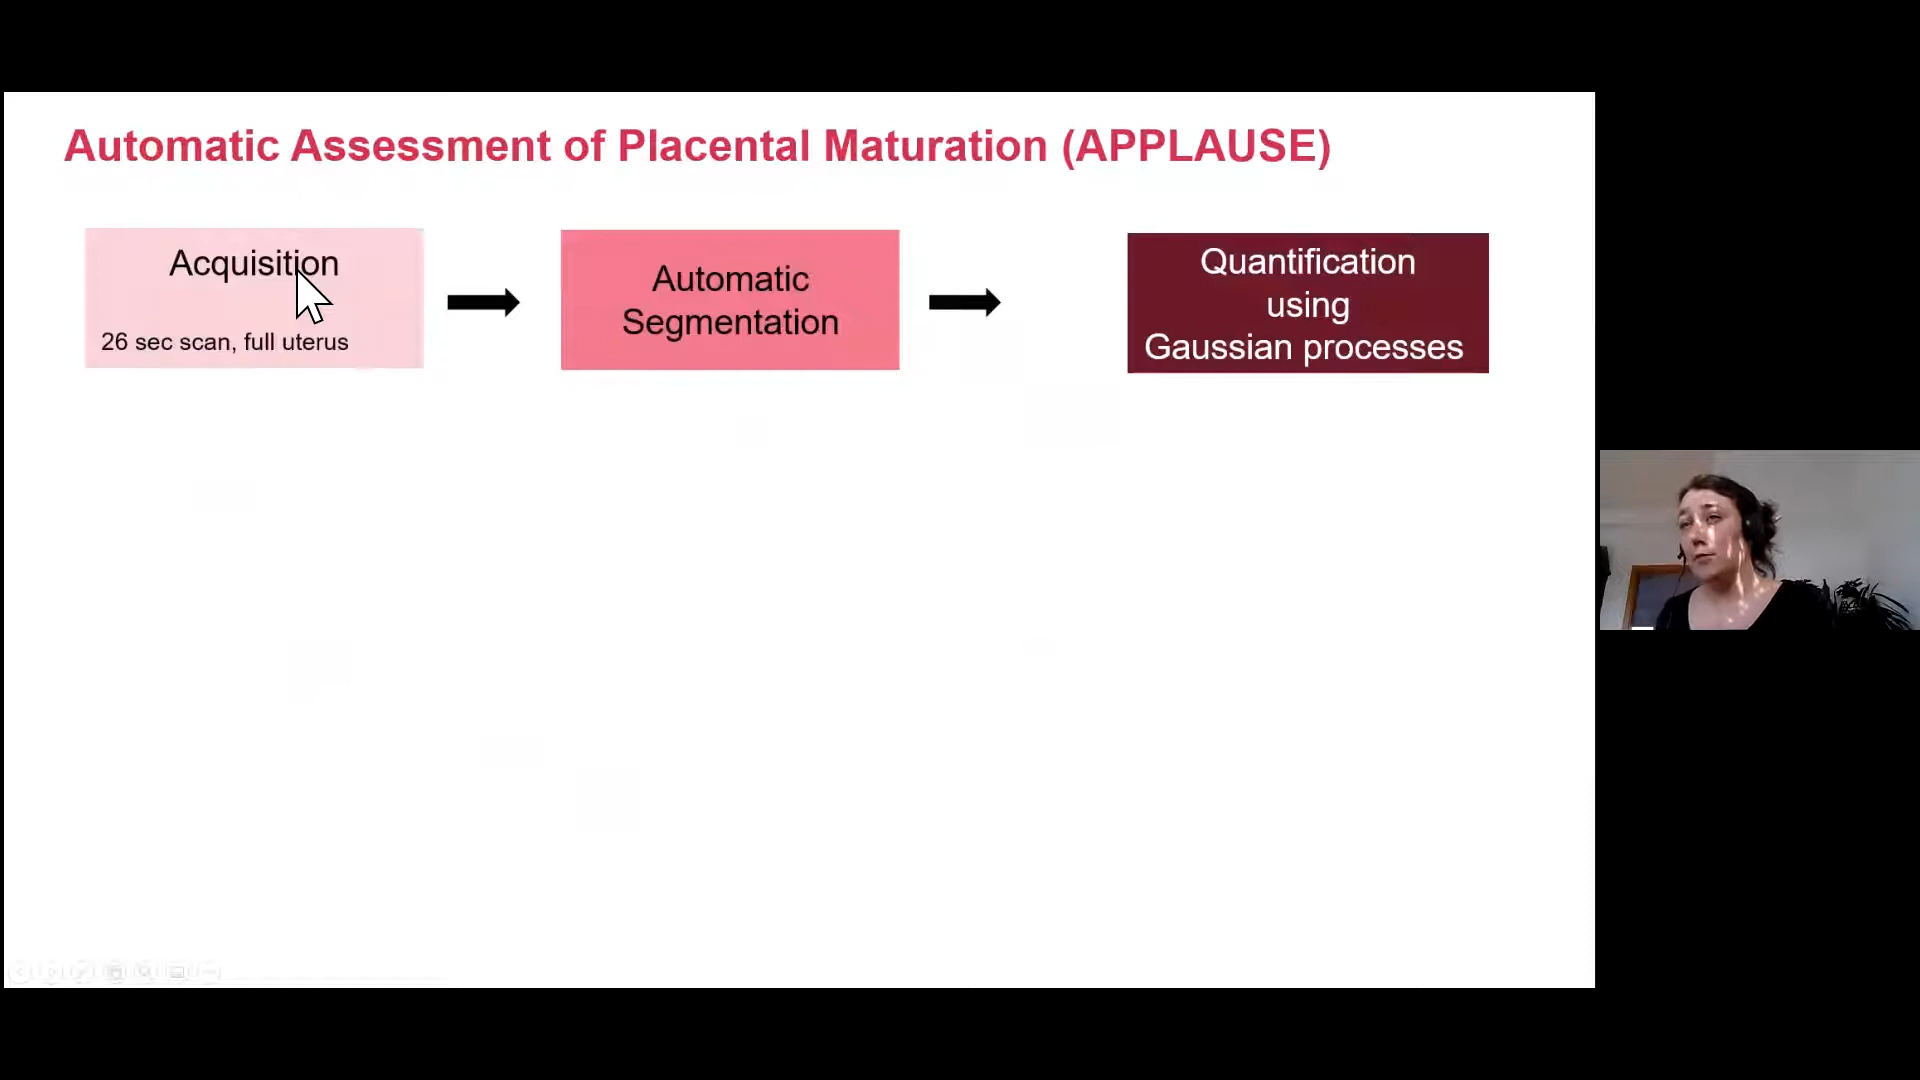 Automatic Assessment of Placental Maturation (APPLAUSE)
Acquisition
26 sec scan, full uterus
Automatic
Segmentation
Quantification
using
Gaussian processes